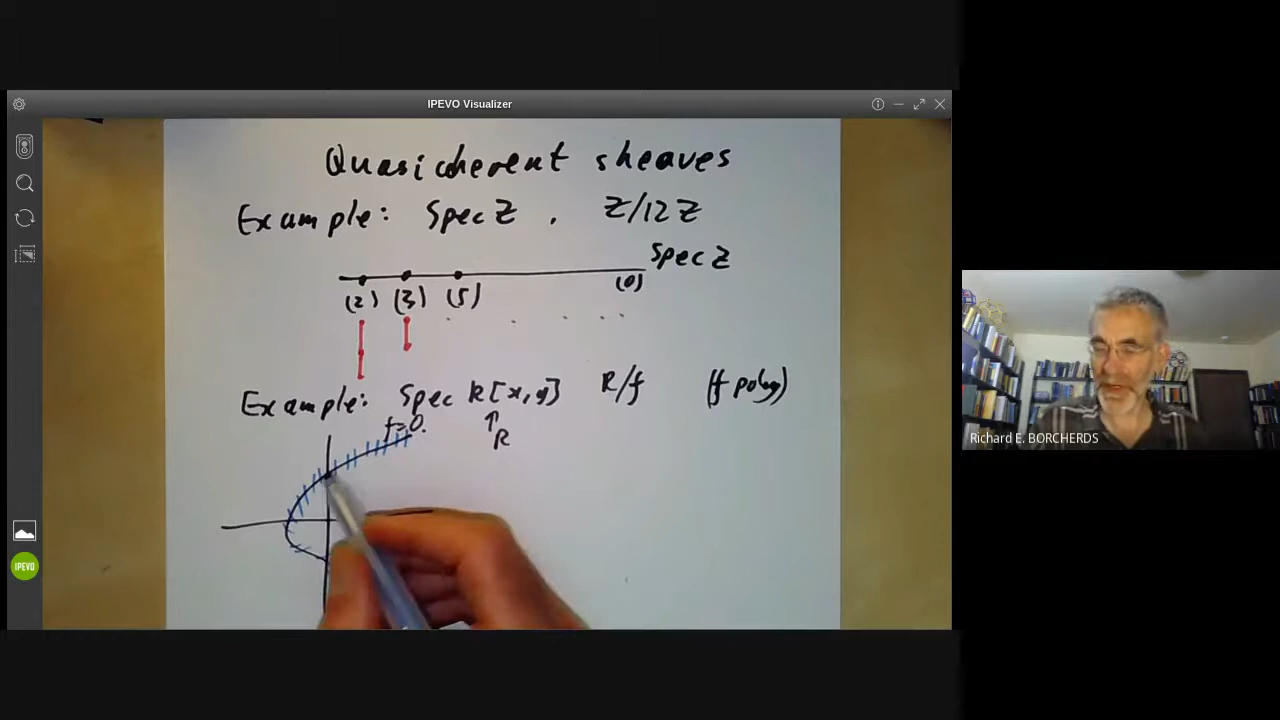 IPEVO Visualizer
Quasicoherent sheaves
Example: Spec Z , Z/12Z
Spec Z
(2) (3) (5) (0)
Example: Spec k[x,y] R/f (f poly)
f=0.
↑
R
IPEVO
Richard E. BORCHERDS